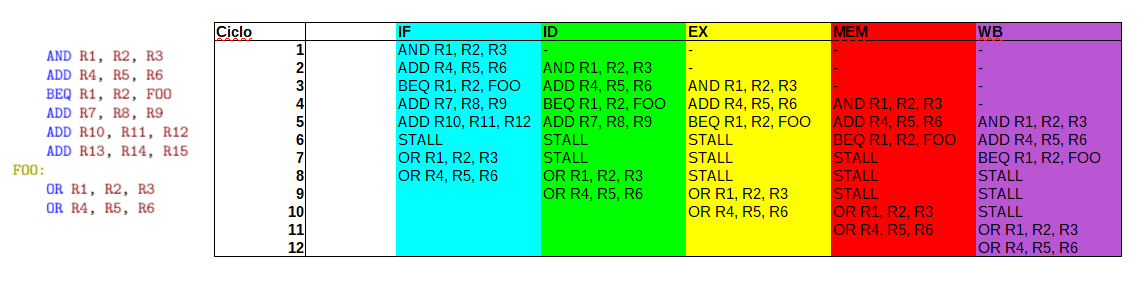 AND R1, R2, R3
ADD R4, R5, R6
BEQ R1, R2, FOO
ADD R7, R8, R9
ADD R10, R11, R12
ADD R13, R14, R15
FOO:
OR R1, R2, R3
OR R4, R5, R6
Ciclo IF ID EX MEM WB
1 AND R1, R2, R3 - - - -
2 ADD R4, R5, R6 AND R1, R2, R3 - - -
3 BEQ R1, R2, FOO ADD R4, R5, R6 AND R1, R2, R3 - -
4 ADD R7, R8, R9 BEQ R1, R2, FOO ADD R4, R5, R6 AND R1, R2, R3 -
5 ADD R10, R11, R12 ADD R7, R8, R9 BEQ R1, R2, FOO ADD R4, R5, R6 AND R1, R2, R3
6 STALL STALL STALL BEQ R1, R2, FOO ADD R4, R5, R6
7 OR R1, R2, R3 STALL STALL STALL BEQ R1, R2, FOO
8 OR R4, R5, R6 OR R1, R2, R3 STALL STALL STALL
9 OR R4, R5, R6 OR R1, R2, R3 STALL STALL
10 OR R4, R5, R6 OR R1, R2, R3 STALL
11 OR R4, R5, R6 OR R1, R2, R3
12 OR R4, R5, R6